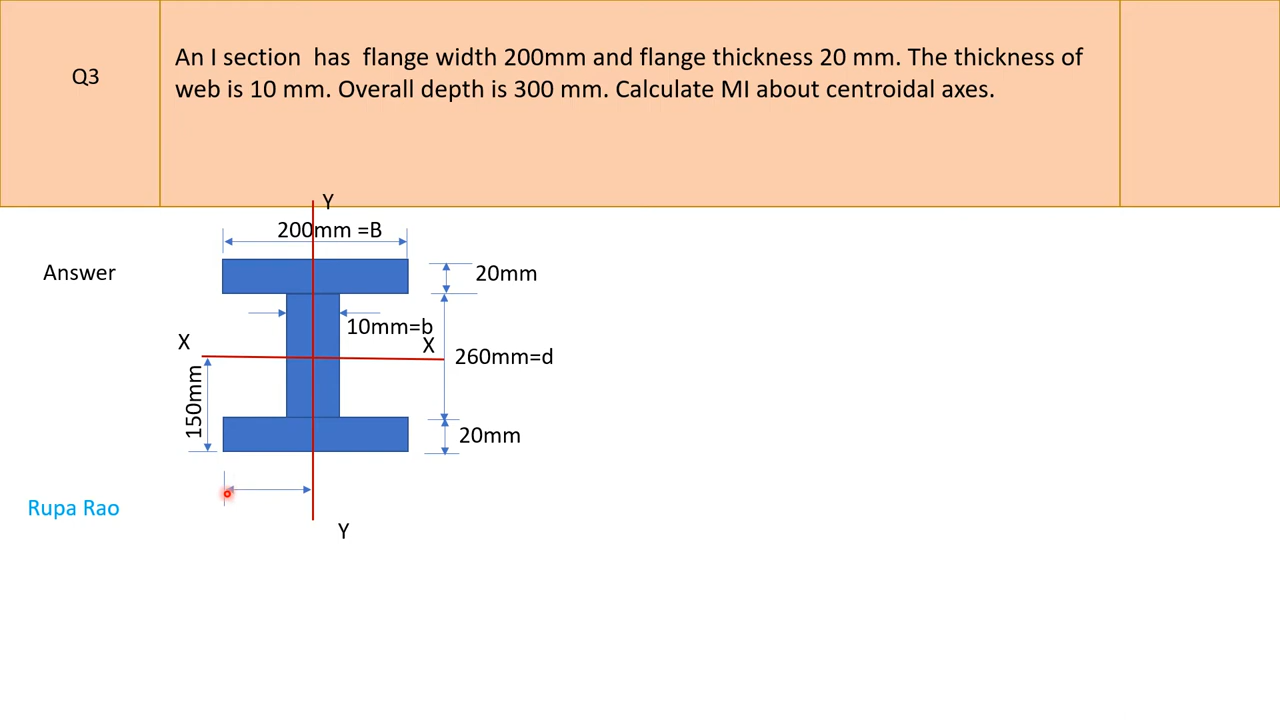 Q3
An I section has flange width 200mm and flange thickness 20 mm. The thickness of
web is 10 mm. Overall depth is 300 mm. Calculate MI about centroidal axes.
Y
200mm =B
Answer
20mm
10mm=b
X
X
260mm=d
150mm
20mm
Rupa Rao
Y